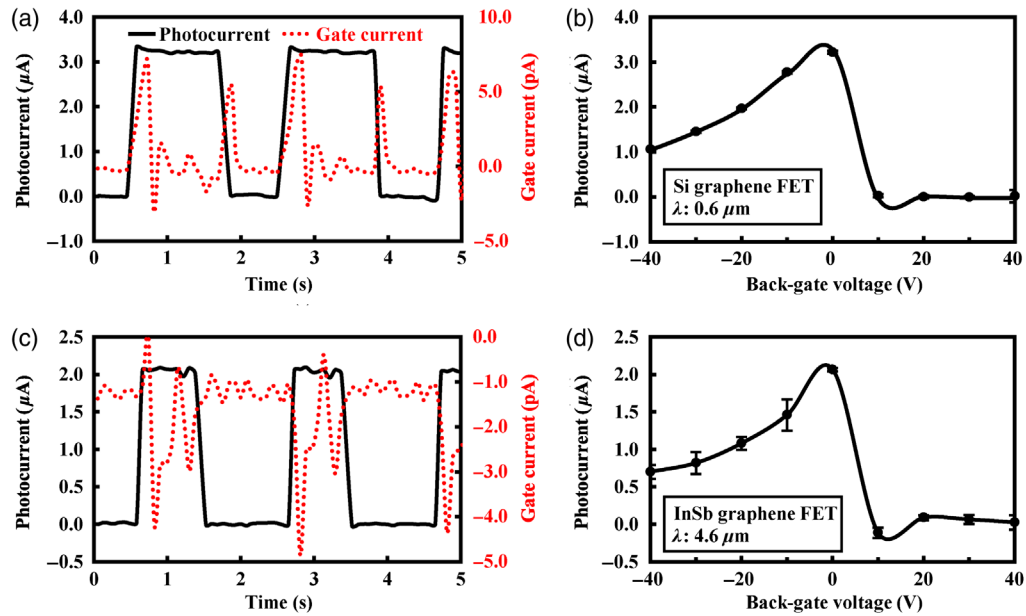 (a)
4.0
3.0
2.0
1.0
0.0
–1.0
Photocurrent (µA)
Photocurrent
Gate current
10.0
5.0
0.0
–5.0
Gate current (pA)
0 1 2 3 4 5
Time (s)
(b)
4.0
3.0
2.0
1.0
0.0
–1.0
Photocurrent (µA)
Si graphene FET
λ: 0.6 µm
–40 –20 0 20 40
Back-gate voltage (V)
(c)
2.5
2.0
1.5
1.0
0.5
0.0
–0.5
Photocurrent (µA)
0.0
–1.0
–2.0
–3.0
–4.0
–5.0
Gate current (pA)
0 1 2 3 4 5
Time (s)
(d)
2.5
2.0
1.5
1.0
0.5
0.0
–0.5
Photocurrent (µA)
InSb graphene FET
λ: 4.6 µm
–40 –20 0 20 40
Back-gate voltage (V)